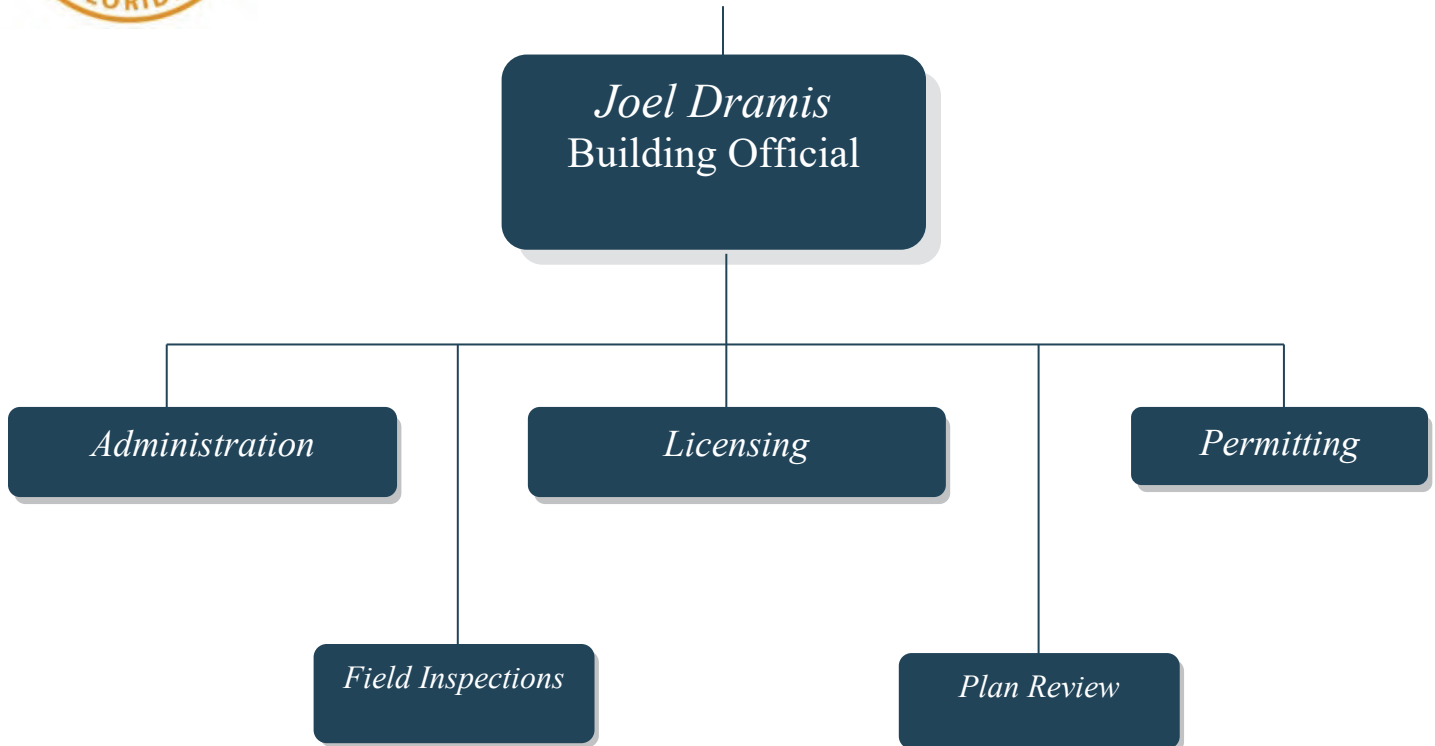 Joel Dramis
Building Official
Administration
Licensing
Permitting
Field Inspections
Plan Review